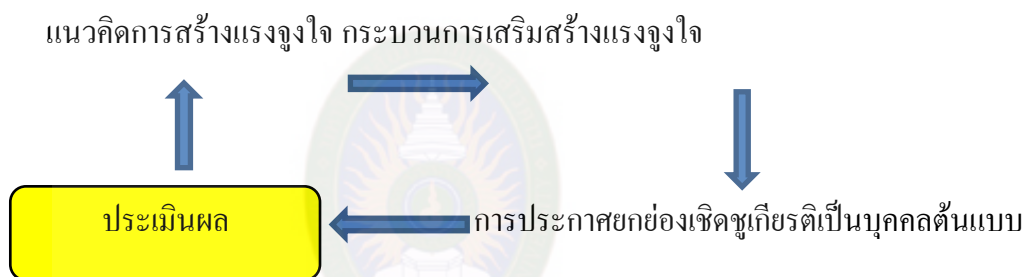 แนวคิดการสร้างแรงจูงใจ กระบวนการเสริมสร้างแรงจูงใจ
ประเมินผล การประกาศยกย่องเชิดชูเกียรติเป็นบุคคลต้นแบบ